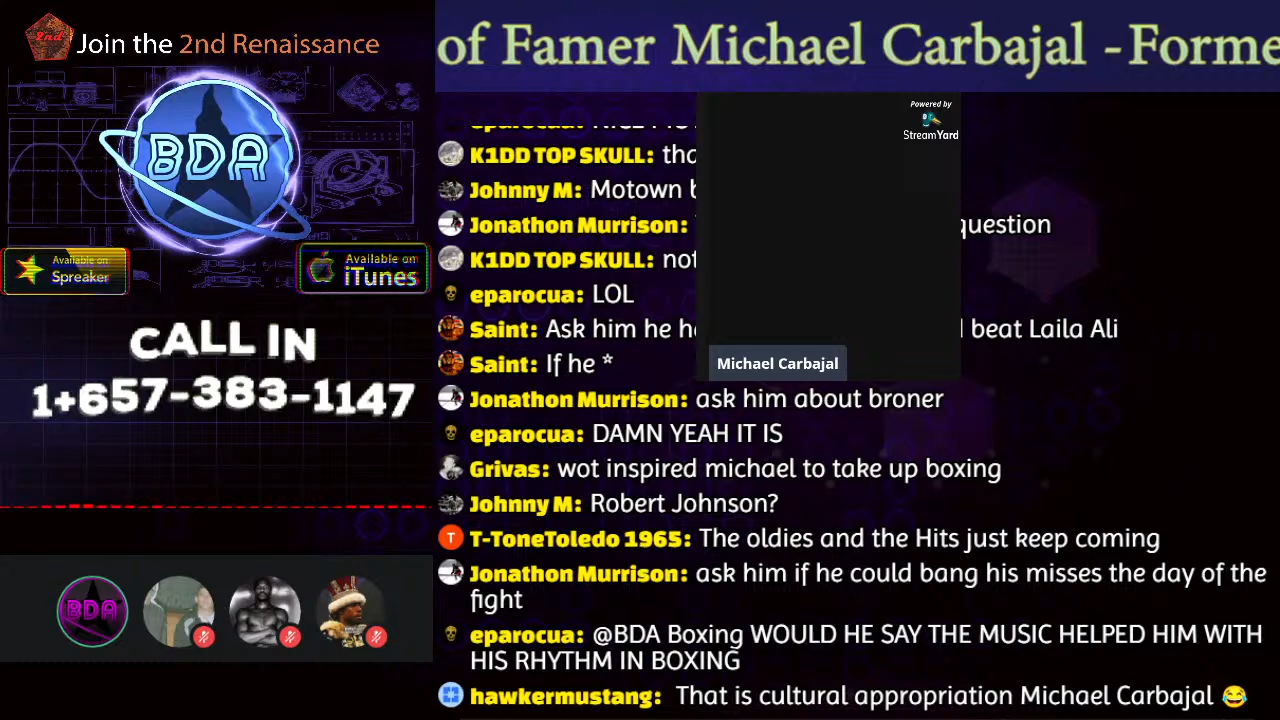 2nd
Join the 2nd Renaissance
of Famer Michael Carbajal -Forme
BDA
Available on
Spreaker
Available on
iTunes
CALL IN
1+657-383-1147
BDA
Powered by
StreamYard
Michael Carbajal
eparocua:
K1DD TOP SKULL:
Johnny M: Motown
Jonathon Murrison: question
K1DD TOP SKULL:
eparocua: LOL
Saint: Ask him he beat Laila Ali
Saint: If he *
Jonathon Murrison: ask him about broner
eparocua: DAMN YEAH IT IS
Grivas: wot inspired michael to take up boxing
Johnny M: Robert Johnson?
T
T-ToneToledo 1965: The oldies and the Hits just keep coming
Jonathon Murrison: ask him if he could bang his misses the day of the
fight
eparocua: @BDA Boxing WOULD HE SAY THE MUSIC HELPED HIM WITH
HIS RHYTHM IN BOXING
hawkermustang: That is cultural appropriation Michael Carbajal 😂